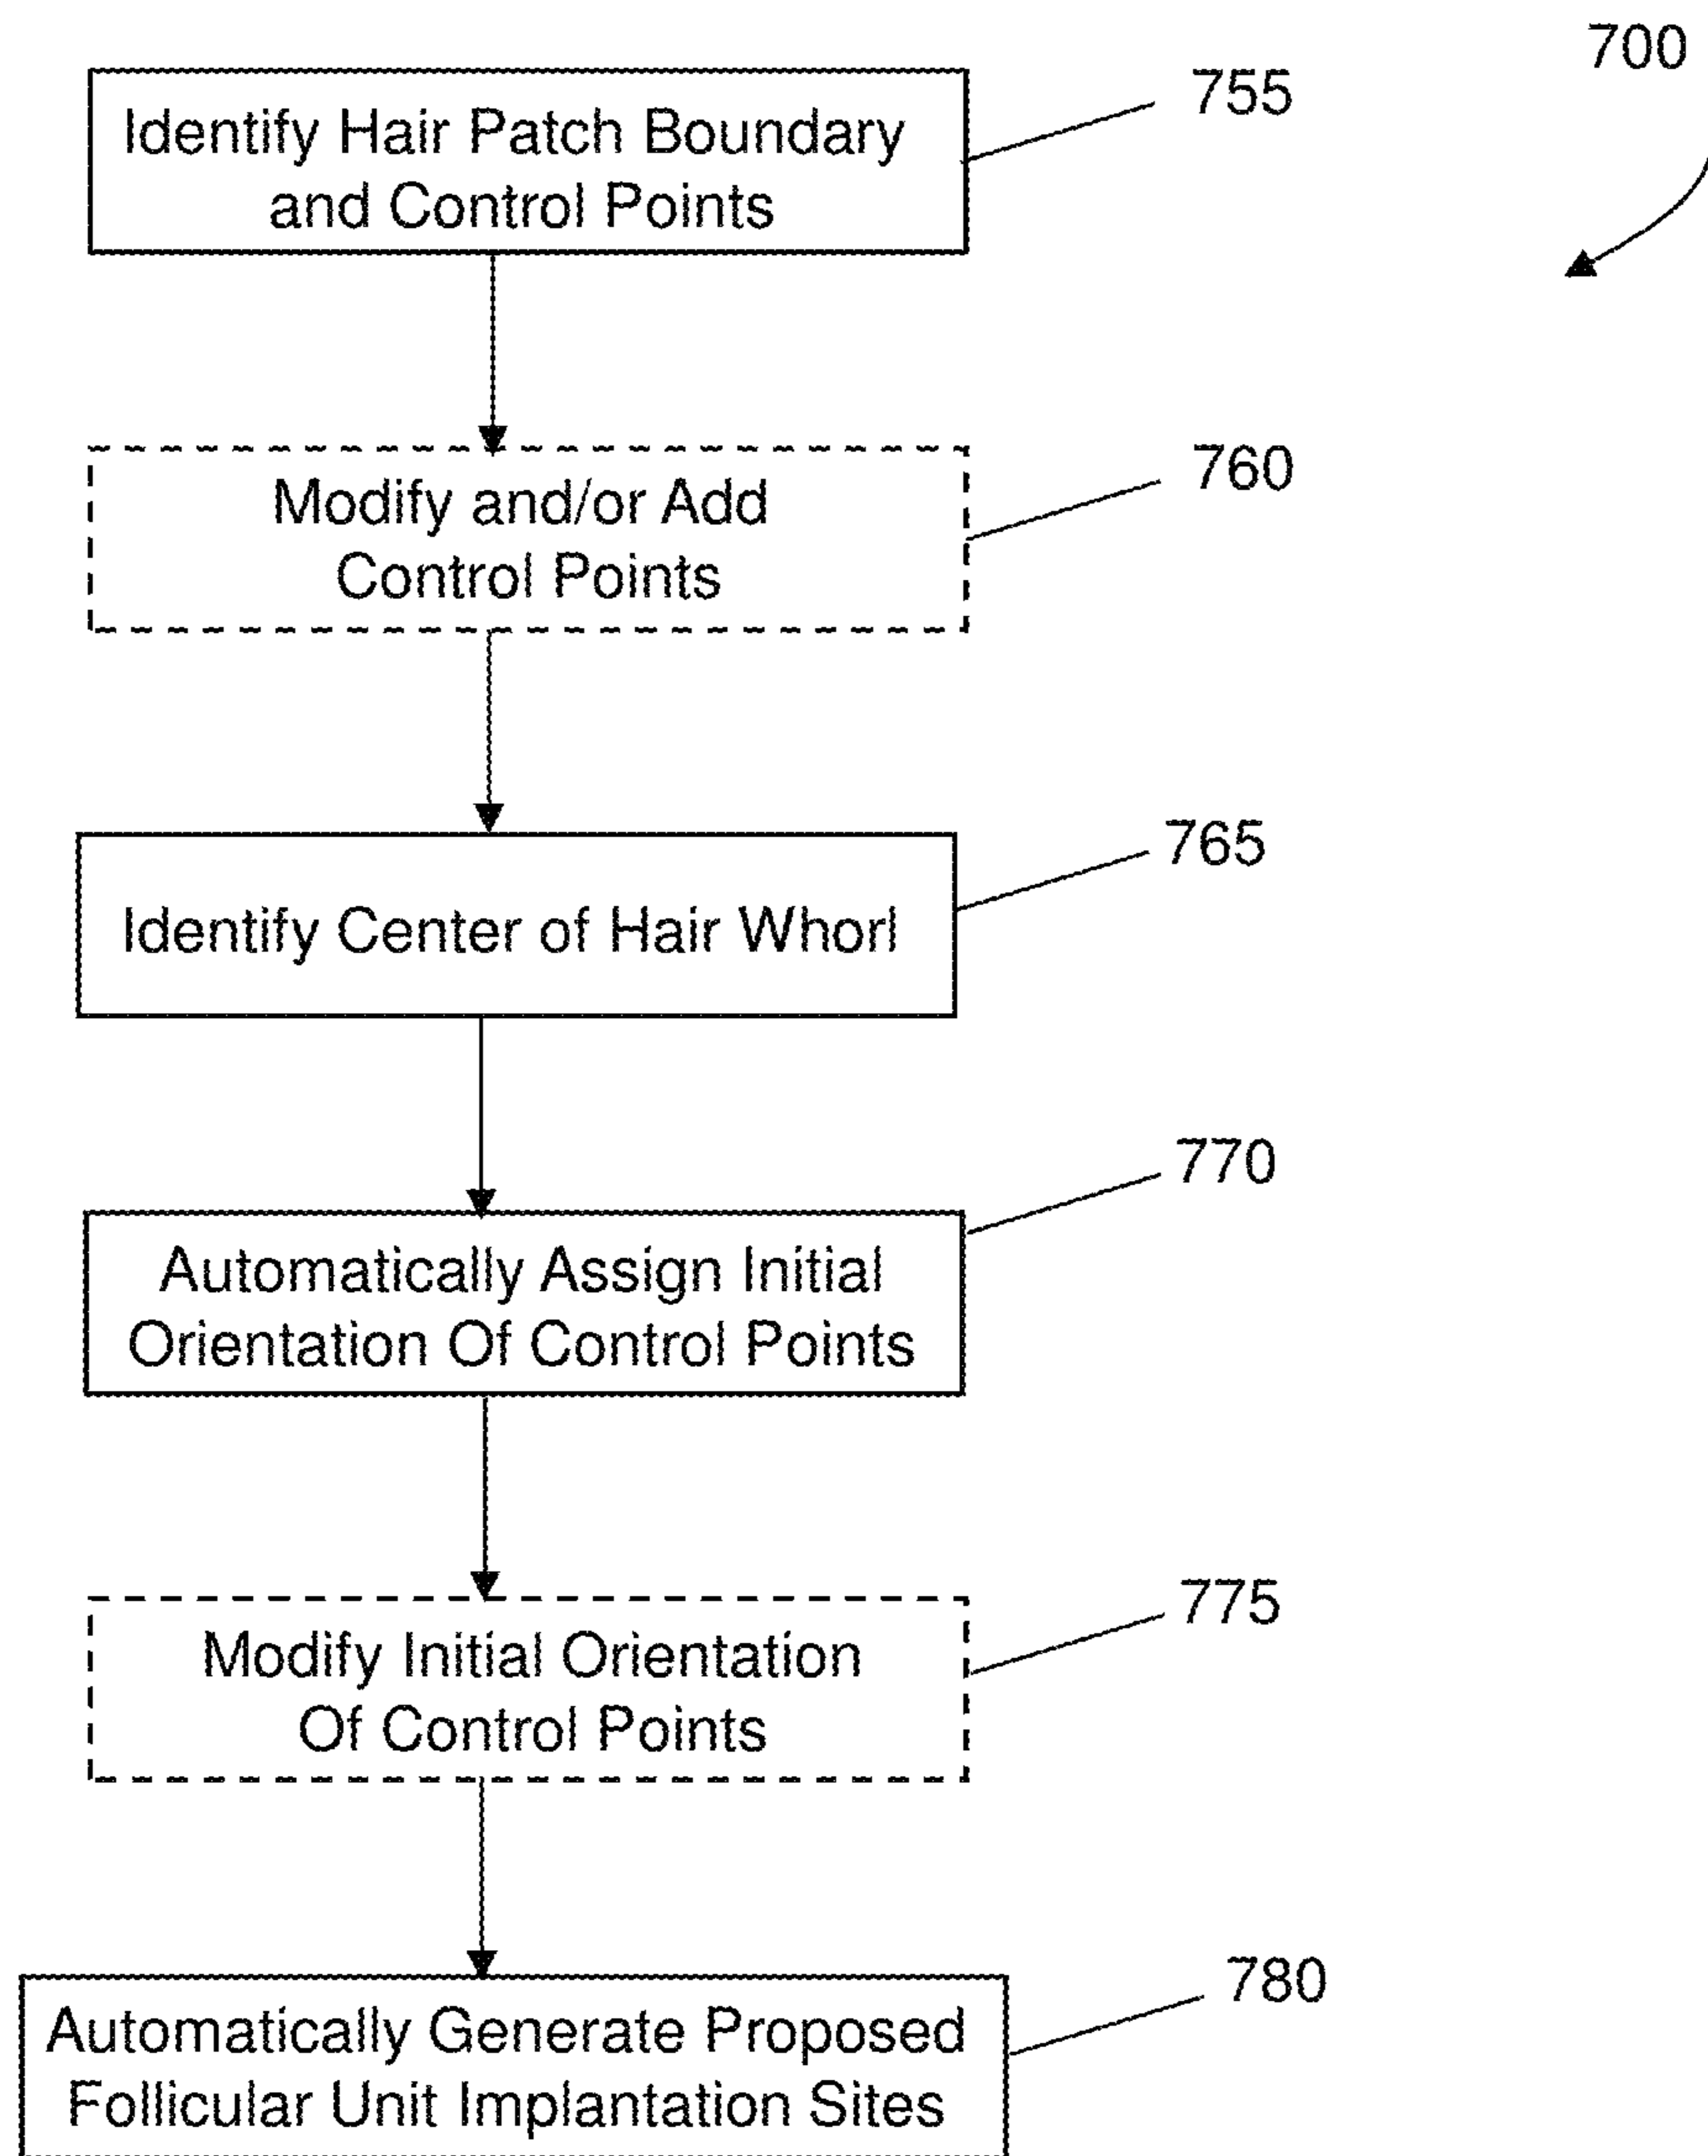 700
Identify Hair Patch Boundary
and Control Points
755
Modify and/or Add
Control Points
760
Identify Center of Hair Whorl
765
Automatically Assign Initial
Orientation Of Control Points
770
Modify Initial Orientation
Of Control Points
775
Automatically Generate Proposed
Follicular Unit Implantation Sites
780